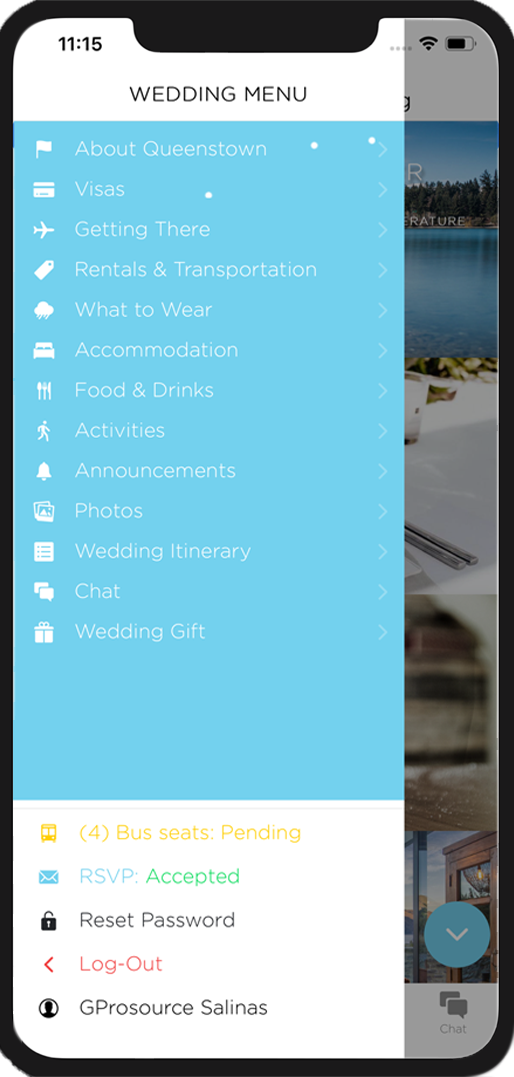 11:15
WEDDING MENU
g
About Queenstown
R
Visas
ERATURE
Getting There
Rentals & Transportation
What to Wear
Accommodation
Food & Drinks
Activities
Announcements
Photos
Wedding Itinerary
Chat
Wedding Gift
(4) Bus seats: Pending
RSVP: Accepted
Reset Password
Log-Out
GProsource Salinas
Chat